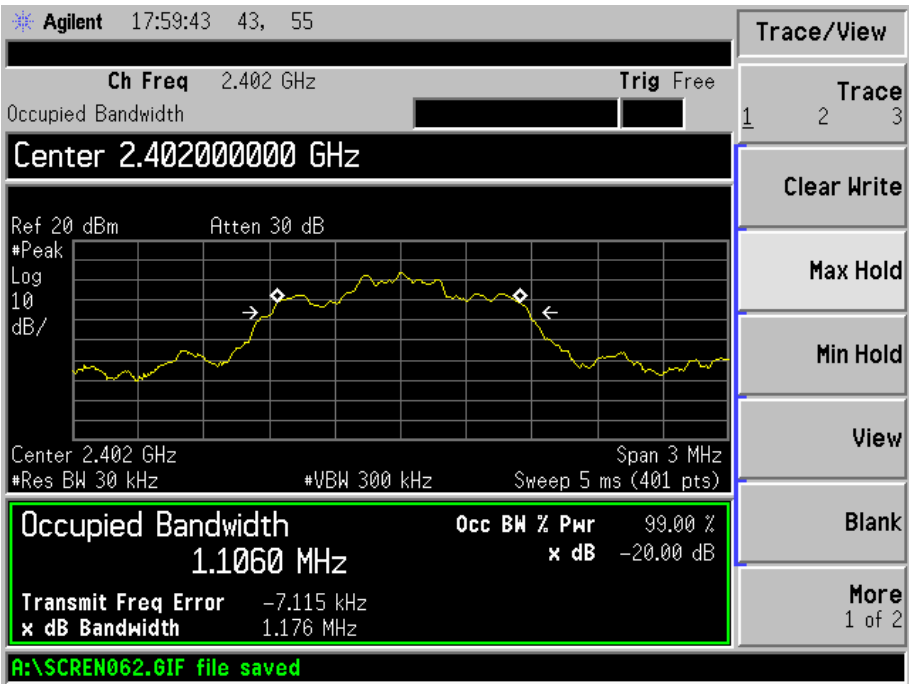 Agilent 17:59:43 43, 55
Trace/View
Ch Freq 2.402 GHz Trig Free
Occupied Bandwidth
Center 2.402000000 GHz
Ref 20 dBm Atten 30 dB
#Peak
Log
10
dB/
Center 2.402 GHz Span 3 MHz
#Res BW 30 kHz #VBW 300 kHz Sweep 5 ms (401 pts)
Occupied Bandwidth Occ BW % Pwr 99.00 %
1.1060 MHz x dB -20.00 dB
Transmit Freq Error -7.115 kHz
x dB Bandwidth 1.176 MHz
A:\SCREN062.GIF file saved
Trace
1 2 3
Clear Write
Max Hold
Min Hold
View
Blank
More
1 of 2